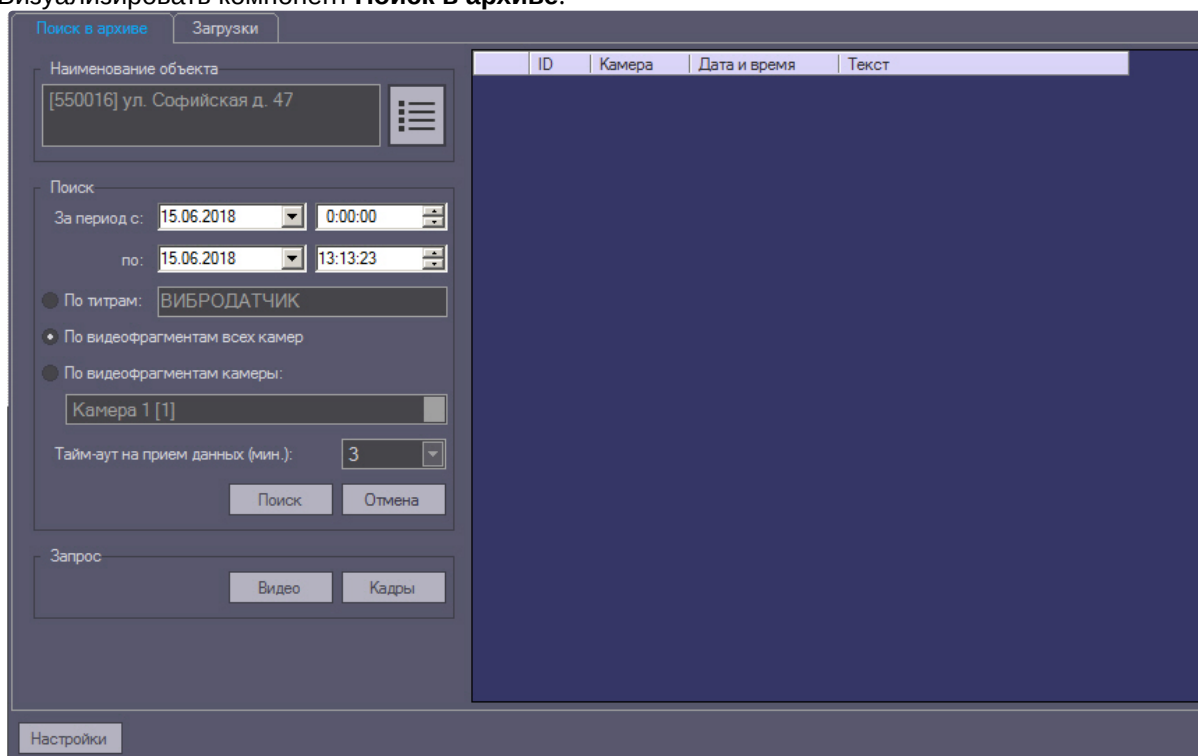 Визуализировать компонент Поиск в архиве.
Поиск в архиве Загрузки
Наименование объекта
[550016] ул. Софийская д. 47
Поиск
За период с: 15.06.2018 0:00:00
по: 15.06.2018 13:13:23
По титрам: ВИБРОДАТЧИК
По видеофрагментам всех камер
По видеофрагментам камеры:
Камера 1 [1]
Тайм-аут на прием данных (мин.): 3
Поиск Отмена
Запрос
Видео Кадры
ID Камера Дата и время Текст
Настройки